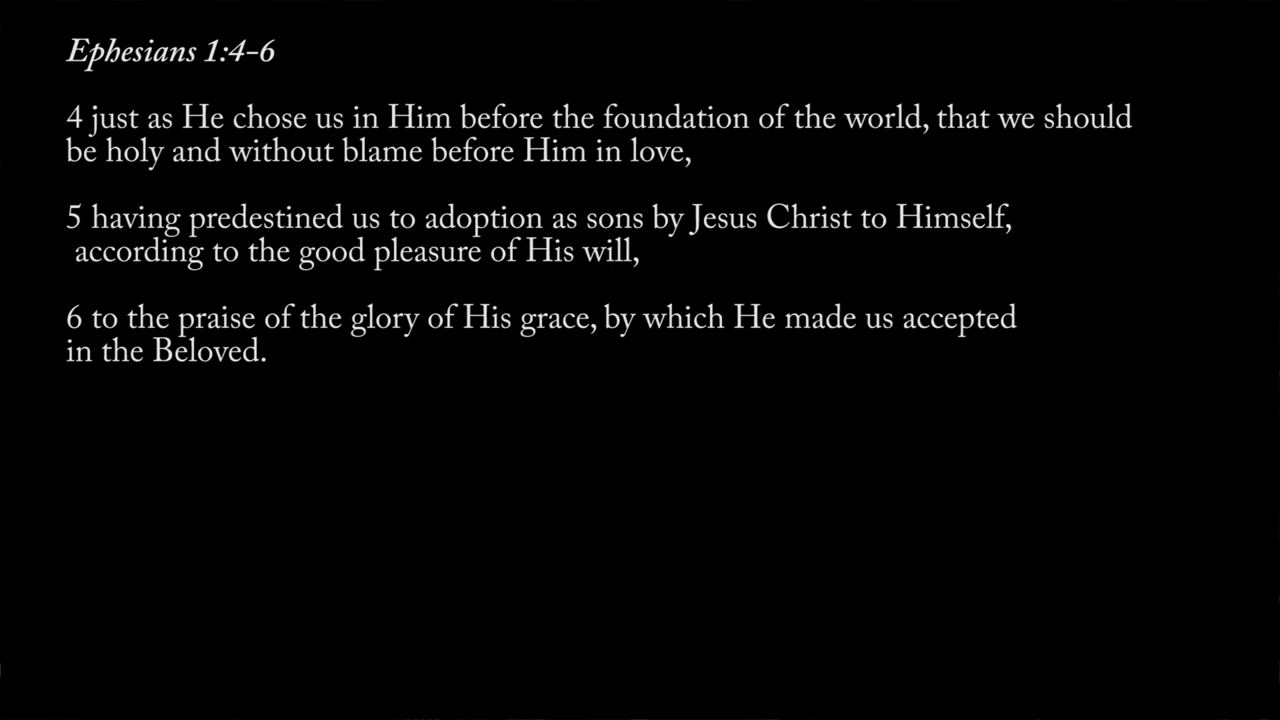 Ephesians 1:4-6
4 just as He chose us in Him before the foundation of the world, that we should
be holy and without blame before Him in love,
5 having predestined us to adoption as sons by Jesus Christ to Himself,
according to the good pleasure of His will,
6 to the praise of the glory of His grace, by which He made us accepted
in the Beloved.